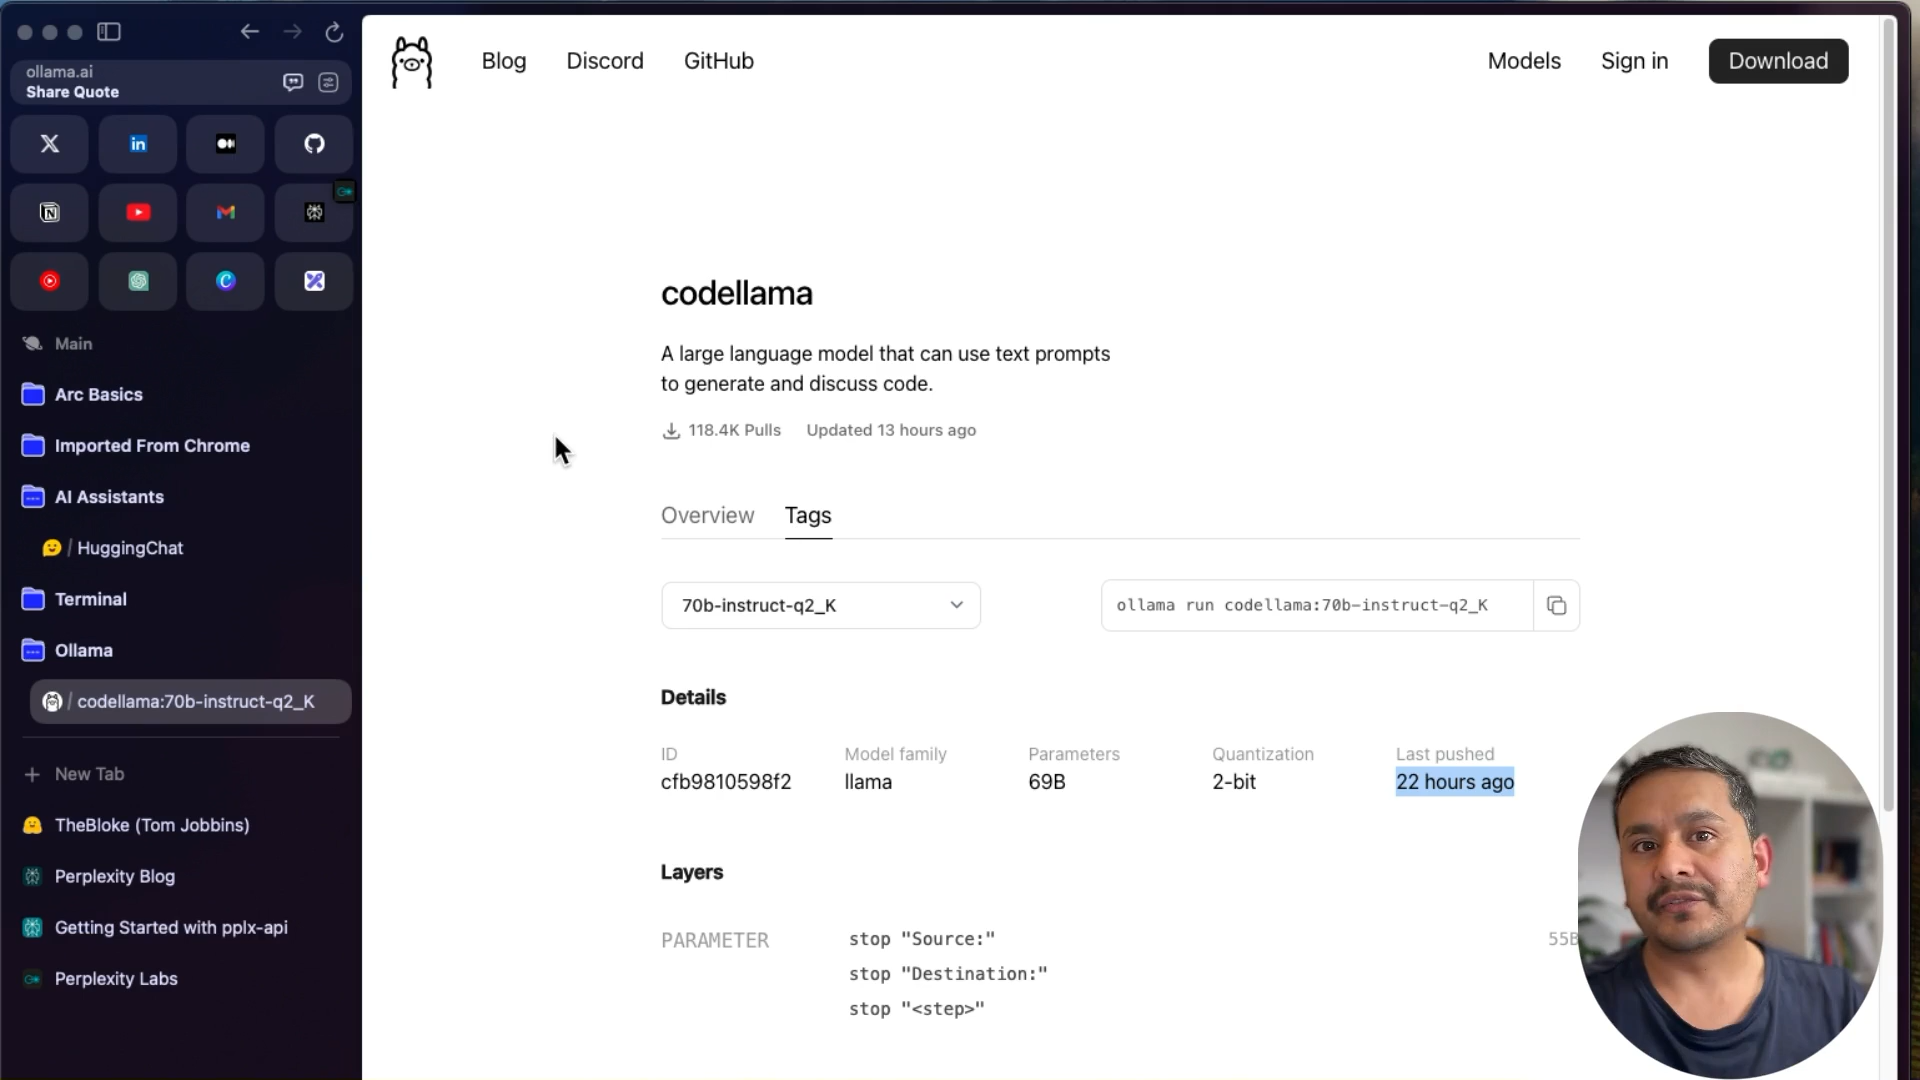 ollama.ai
Share Quote
Main
Arc Basics
Imported From Chrome
AI Assistants
/ HuggingChat
Terminal
Ollama
/ codellama:70b-instruct-q2_K
+ New Tab
TheBloke (Tom Jobbins)
Perplexity Blog
Getting Started with pplx-api
Perplexity Labs
Blog Discord GitHub Models Sign in Download
codellama
A large language model that can use text prompts
to generate and discuss code.
118.4K Pulls Updated 13 hours ago
Overview Tags
70b-instruct-q2_K ollama run codellama:70b-instruct-q2_K
Details
ID Model family Parameters Quantization Last pushed
cfb9810598f2 llama 69B 2-bit 22 hours ago
Layers
PARAMETER stop "Source:" 55B
stop "Destination:"
stop "<step>"